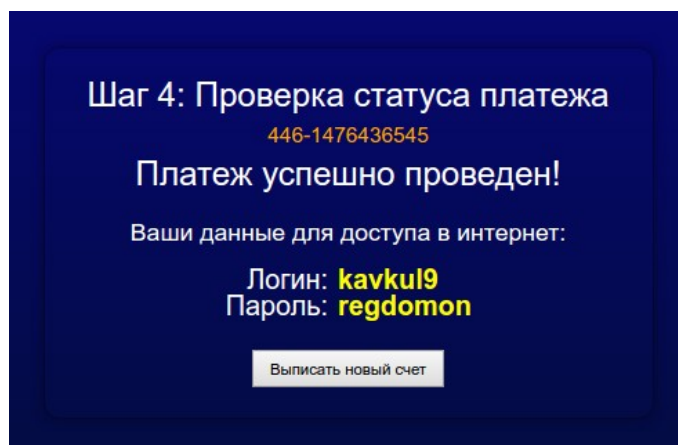 Шаг 4: Проверка статуса платежа
446-1476436545
Платеж успешно проведен!
Ваши данные для доступа в интернет:
Логин: kavkul9
Пароль: regdomon
Выписать новый счет